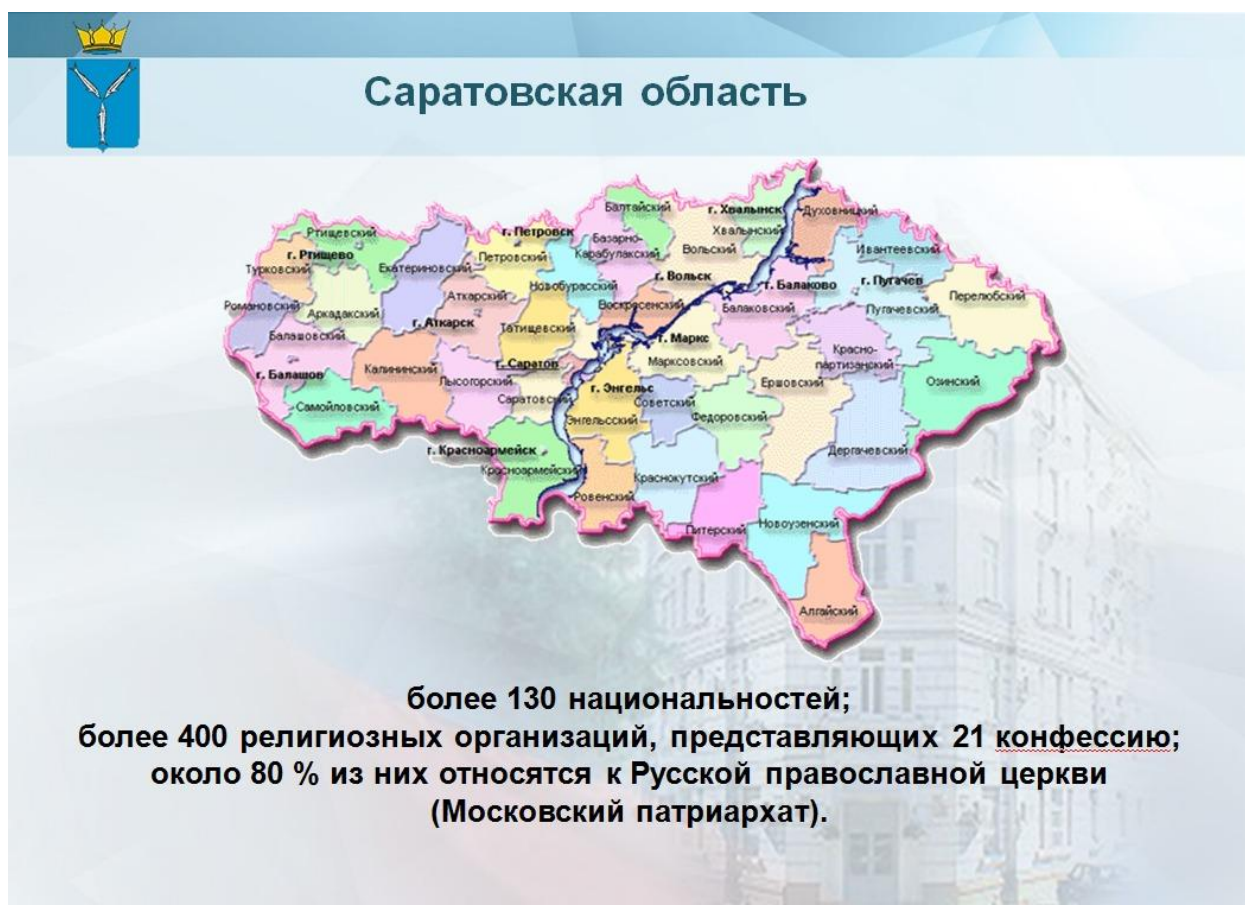 Саратовская область
Балтайский
г. Хвалынск
Духовницкий
Ртищевский
г. Петровск
Базарно-
Карабулакский
Хвалынский
Вольский
Ивантеевский
г. Ртищево
Турковский
Екатериновский
Петровский
г. Вольск
г. Балаково
г. Пугачев
Новобурасский
Перелюбский
Романовский
Аркадакский
Аткарский
Воскресенский
Балаковский
Пугачевский
г. Аткарск
Татищевский
Балашовский
г. Маркс
Красно-
партизанский
г. Балашов
Калининский
г. Саратов
Марксовский
Лысогорский
Ершовский
Озинский
г. Энгельс
Саратовский
Советский
Самойловский
Энгельсский
Федоровский
г. Красноармейск
Дергачевский
Красноармейский
Краснокутский
Ровенский
Питерский
Новоузенский
Алгайский
более 130 национальностей;
более 400 религиозных организаций, представляющих 21 конфессию;
около 80 % из них относятся к Русской православной церкви
(Московский патриархат).